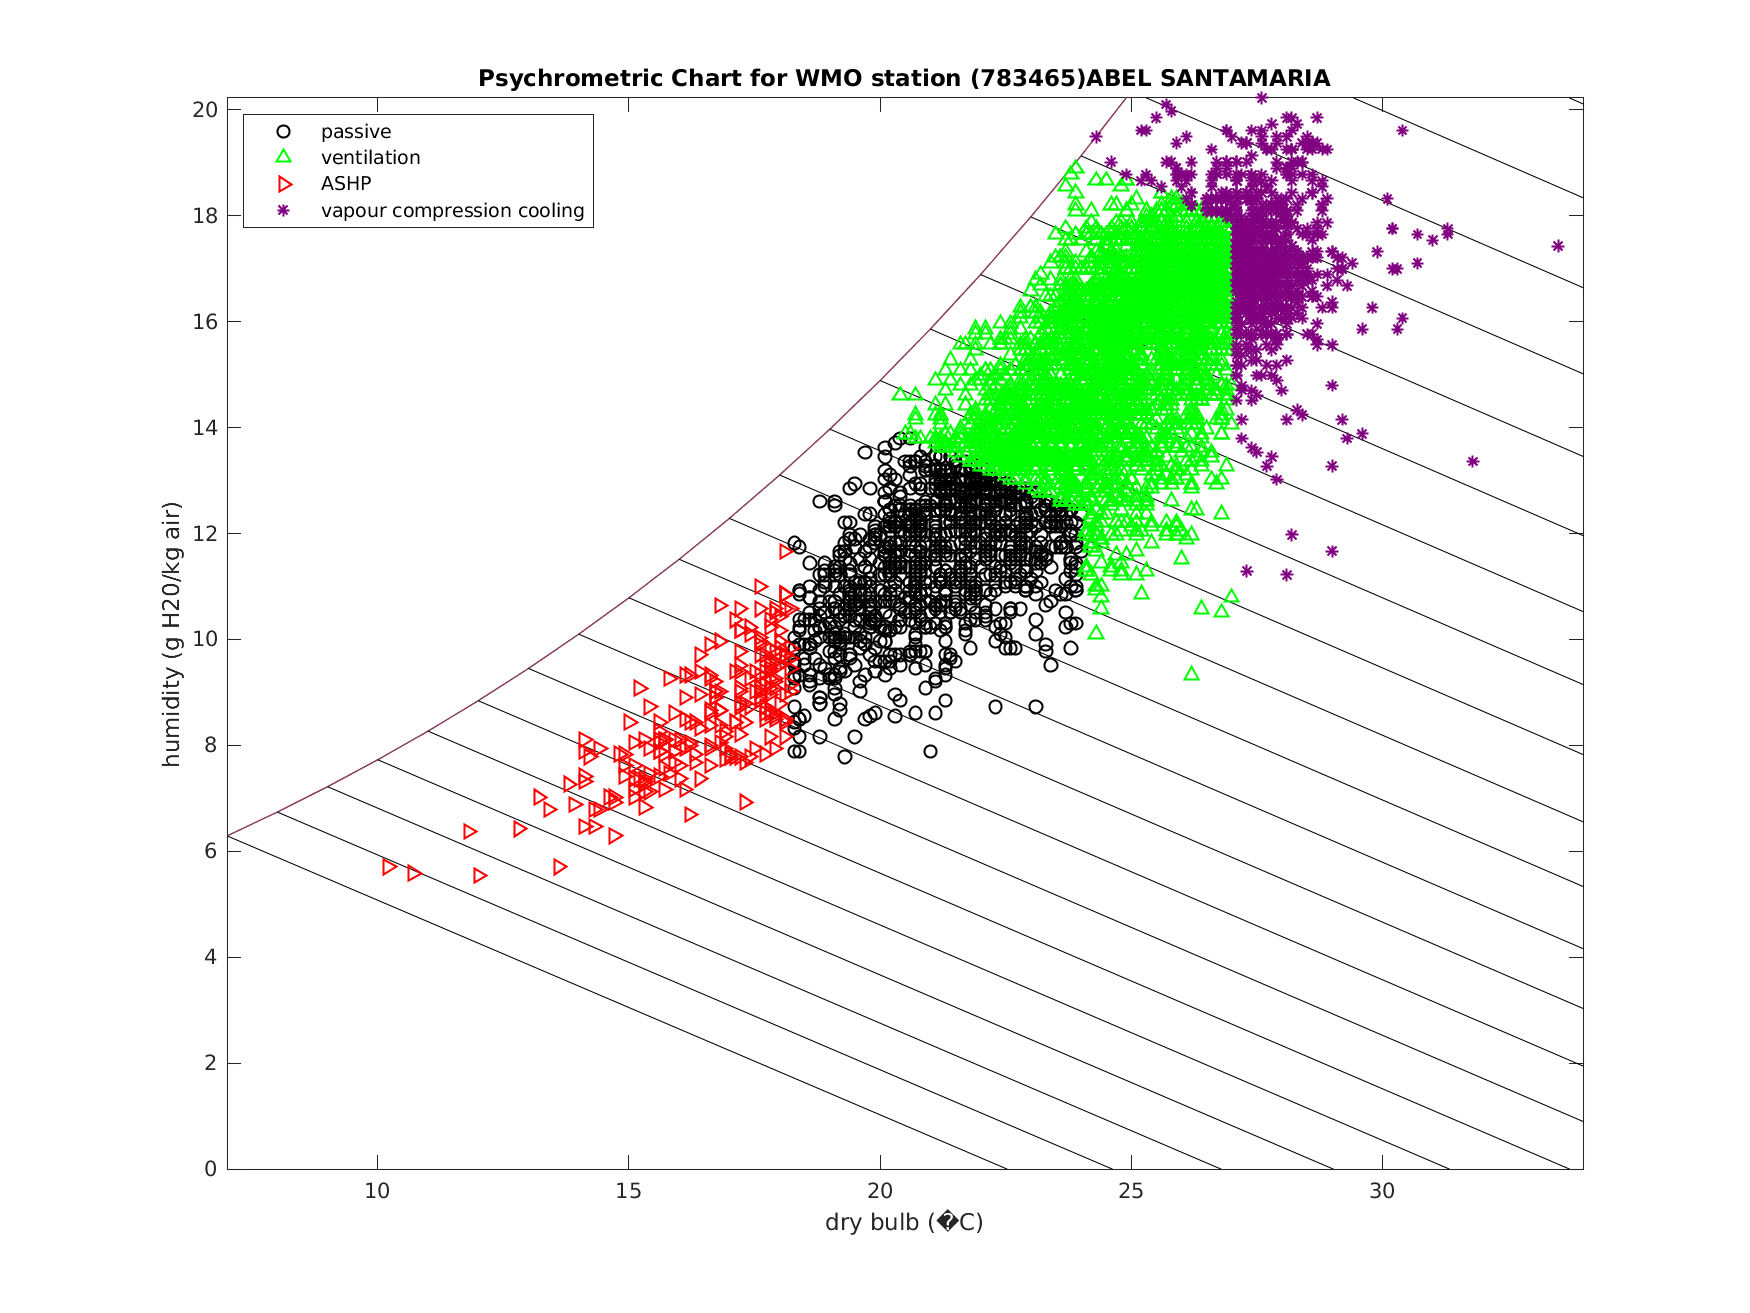 Psychrometric Chart for WMO station (783465)ABEL SANTAMARIA
passive
ventilation
ASHP
vapour compression cooling
humidity (g H20/kg air)
20
18
16
14
12
10
8
6
4
2
0
10 15 20 25 30
dry bulb (�C)